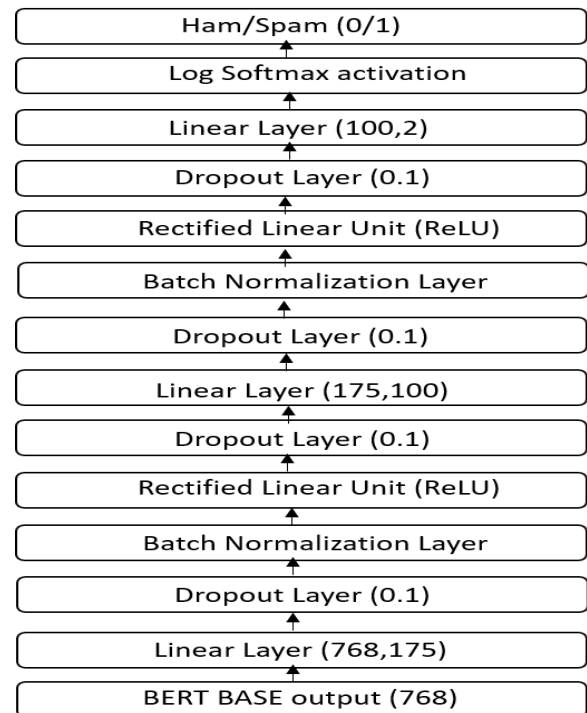 Ham/Spam (0/1)
Log Softmax activation
Linear Layer (100,2)
Dropout Layer (0.1)
Rectified Linear Unit (ReLU)
Batch Normalization Layer
Dropout Layer (0.1)
Linear Layer (175,100)
Dropout Layer (0.1)
Rectified Linear Unit (ReLU)
Batch Normalization Layer
Dropout Layer (0.1)
Linear Layer (768,175)
BERT BASE output (768)